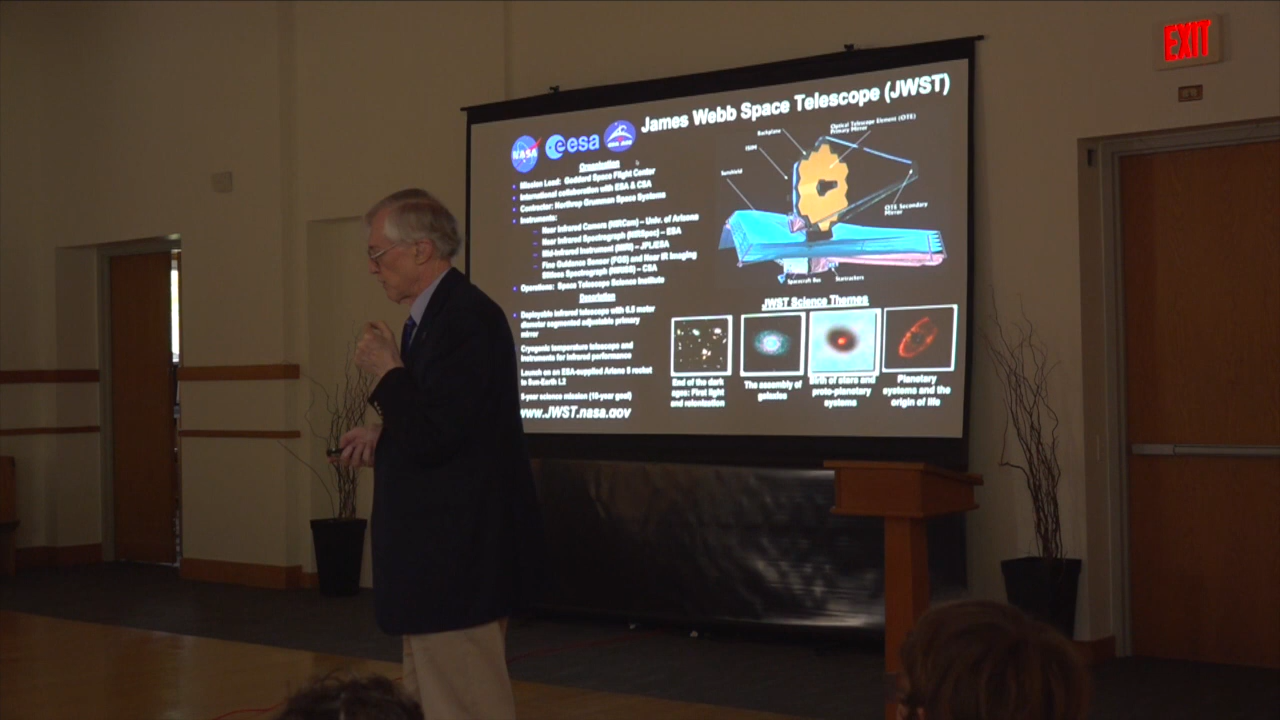 EXIT
James Webb Space Telescope (JWST)
NASA
esa
Organization
Mission Lead: Goddard Space Flight Center
International collaboration with ESA & CSA
Contractor: Northrop Grumman Space Systems
Instruments:
Near Infrared Camera (NIRCam) – Univ. of Arizona
Near Infrared Spectrograph (NIRSpec) – ESA
Mid-Infrared Instrument (MIRI) – JPL/ESA
Fine Guidance Sensor (FGS) and Near IR Imaging
Slitless Spectrograph (NIRISS) – CSA
Operations: Space Telescope Science Institute
Description
Deployable infrared telescope with 6.5 meter
diameter segmented adjustable primary
mirror
Cryogenic temperature telescope and
instruments for infrared performance
Launch on an ESA-supplied Ariane 5 rocket
to Sun-Earth L2
5-year science mission (10-year goal)
www.JWST.nasa.gov
Optical Telescope Element (OTE)
Primary Mirror
Backplane
ISIM
Sunshield
OTE Secondary
Mirror
Spacecraft Bus
Startrackers
JWST Science Themes
End of the dark
ages: First light
and reionization
The assembly of
galaxies
Birth of stars and
proto-planetary
systems
Planetary
systems and the
origin of life